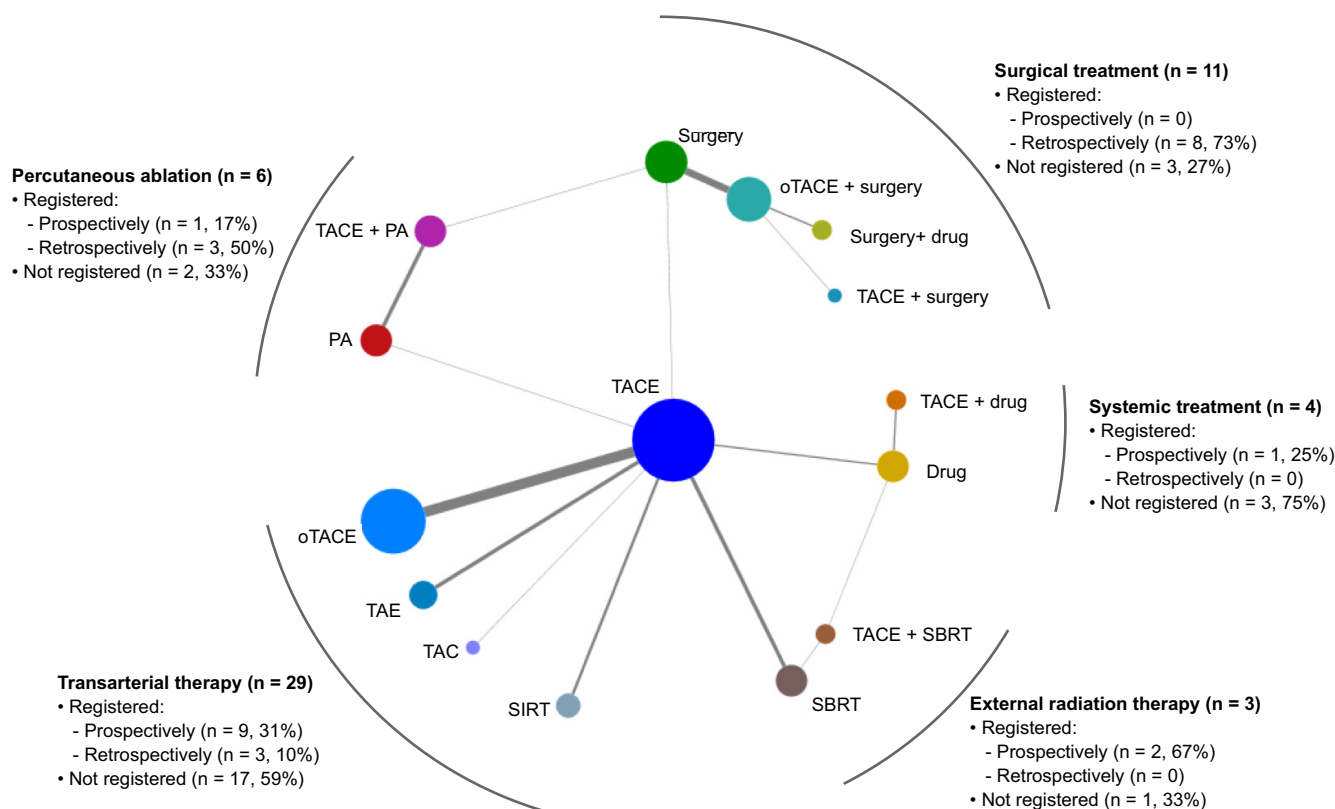 Surgical treatment (n = 11)
• Registered:
- Prospectively (n = 0)
- Retrospectively (n = 8, 73%)
• Not registered (n = 3, 27%)
Percutaneous ablation (n = 6)
• Registered:
- Prospectively (n = 1, 17%)
- Retrospectively (n = 3, 50%)
• Not registered (n = 2, 33%)
Surgery
oTACE + surgery
Surgery+ drug
TACE + surgery
TACE + PA
PA
TACE
TACE + drug
Drug
Systemic treatment (n = 4)
• Registered:
- Prospectively (n = 1, 25%)
- Retrospectively (n = 0)
• Not registered (n = 3, 75%)
oTACE
TAE
TAC
SIRT
TACE + SBRT
SBRT
Transarterial therapy (n = 29)
• Registered:
- Prospectively (n = 9, 31%)
- Retrospectively (n = 3, 10%)
• Not registered (n = 17, 59%)
External radiation therapy (n = 3)
• Registered:
- Prospectively (n = 2, 67%)
- Retrospectively (n = 0)
• Not registered (n = 1, 33%)